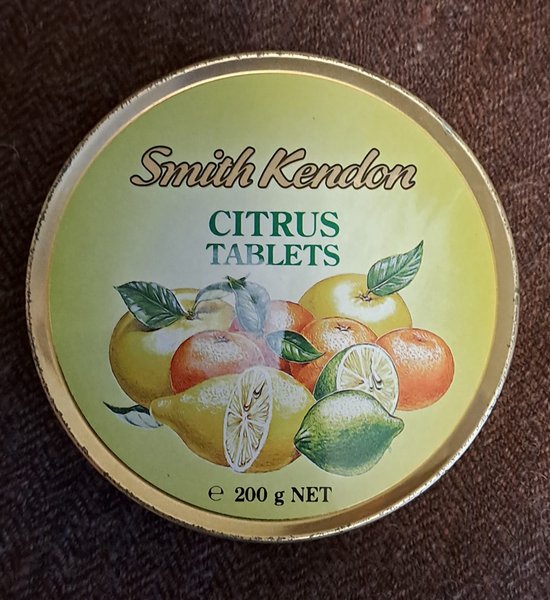 Smith Kendon
CITRUS
TABLETS
℮ 200 g NET